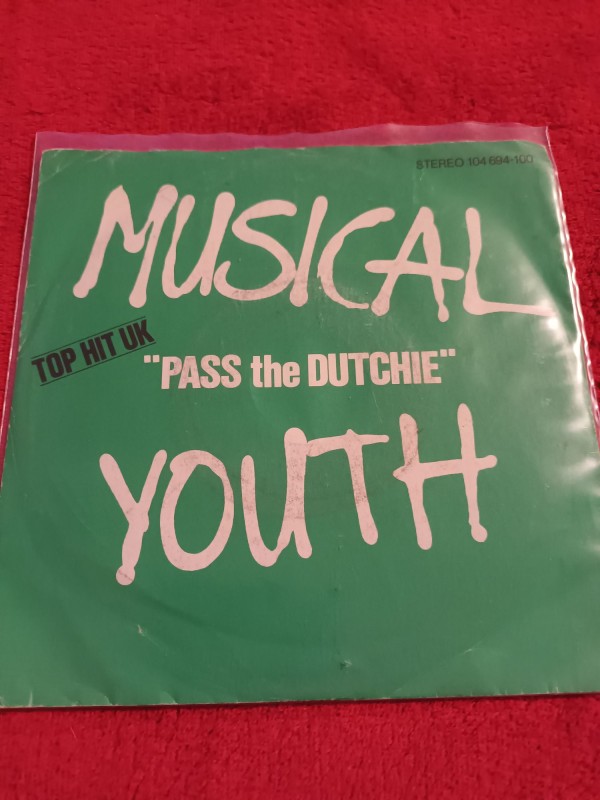 STEREO 104 694-100
MUSICAL
TOP HIT UK
"PASS the DUTCHIE"
YOUTH